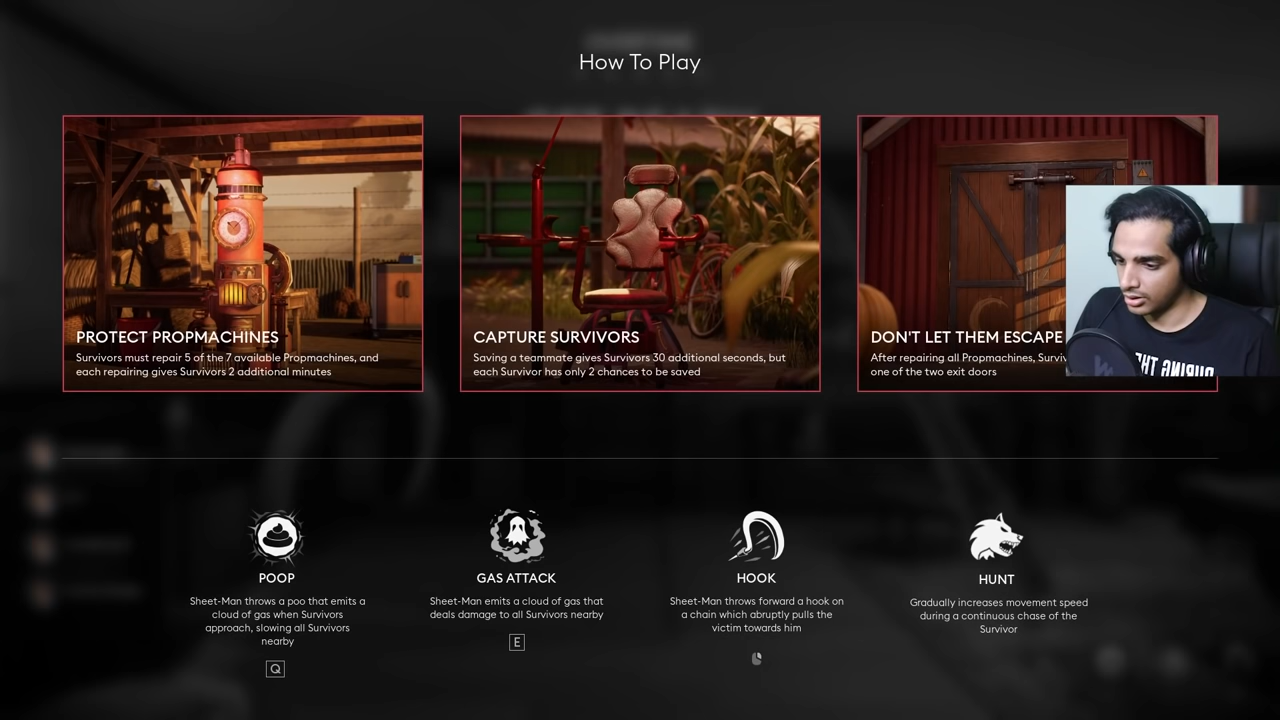 How To Play
PROTECT PROPMACHINES
Survivors must repair 5 of the 7 available Propmachines, and
each repairing gives Survivors 2 additional minutes
CAPTURE SURVIVORS
Saving a teammate gives Survivors 30 additional seconds, but
each Survivor has only 2 chances to be saved
DON'T LET THEM ESCAPE
After repairing all Propmachines,
one of the two exit doors
POOP
Sheet-Man throws a poo that emits a
cloud of gas when Survivors
approach, slowing all Survivors
nearby
Q
GAS ATTACK
Sheet-Man emits a cloud of gas that
deals damage to all Survivors nearby
E
HOOK
Sheet-Man throws forward a hook on
a chain which abruptly pulls the
victim towards him
HUNT
Gradually increases movement speed
during a continuous chase of the
Survivor